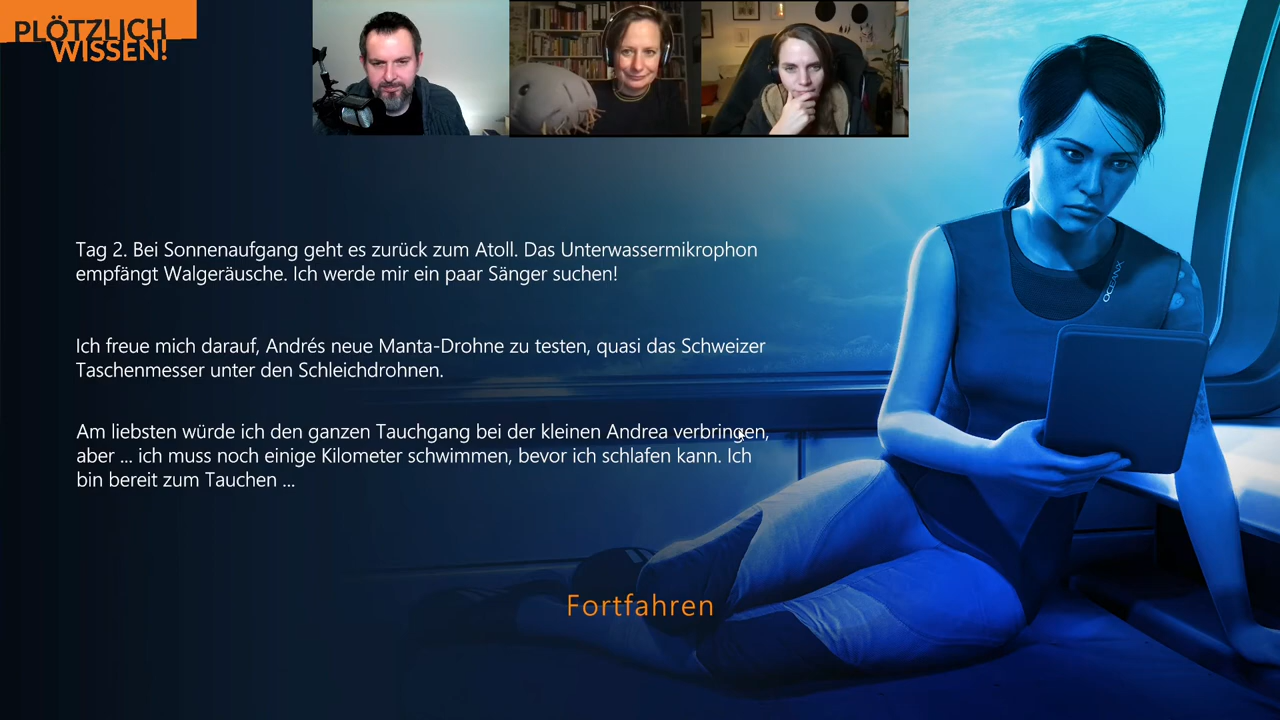 PLÖTZLICH
WISSEN!
Tag 2. Bei Sonnenaufgang geht es zurück zum Atoll. Das Unterwassermikrophon
empfängt Walgeräusche. Ich werde mir ein paar Sänger suchen!
Ich freue mich darauf, Andrés neue Manta-Drohne zu testen, quasi das Schweizer
Taschenmesser unter den Schleichdrohnen.
Am liebsten würde ich den ganzen Tauchgang bei der kleinen Andrea verbringen,
aber ... ich muss noch einige Kilometer schwimmen, bevor ich schlafen kann. Ich
bin bereit zum Tauchen ...
OCEANX
Fortfahren